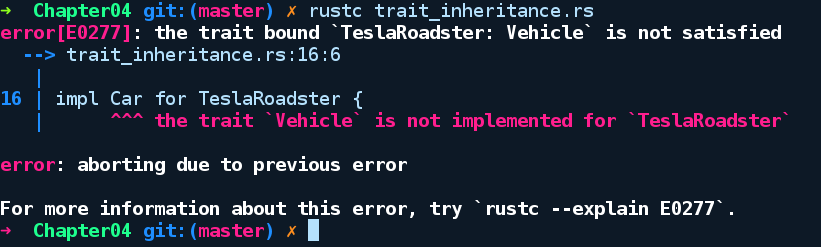 ➜  Chapter04 git:(master) ✗ rustc trait_inheritance.rs
error[E0277]: the trait bound `TeslaRoadster: Vehicle` is not satisfied
  --> trait_inheritance.rs:16:6
   |
16 | impl Car for TeslaRoadster {
   |      ^^^ the trait `Vehicle` is not implemented for `TeslaRoadster`

error: aborting due to previous error

For more information about this error, try `rustc --explain E0277`.
➜  Chapter04 git:(master) ✗